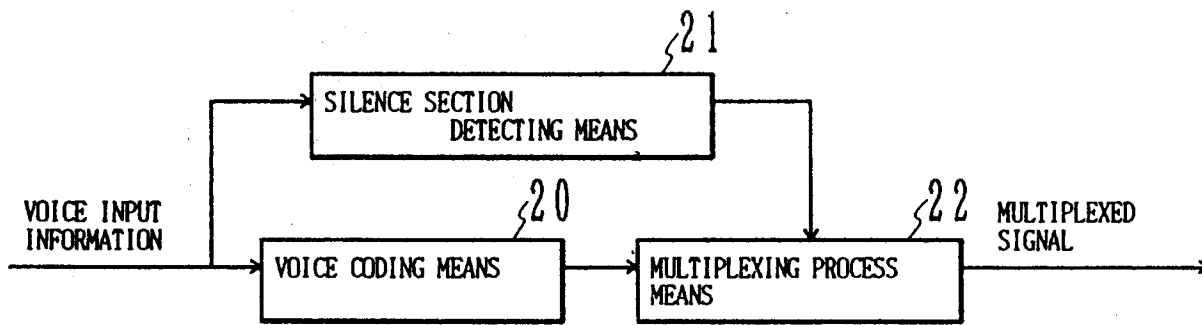 21
SILENCE SECTION
DETECTING MEANS
VOICE INPUT
INFORMATION
20
VOICE CODING MEANS
22
MULTIPLEXING PROCESS
MEANS
MULTIPLEXED
SIGNAL